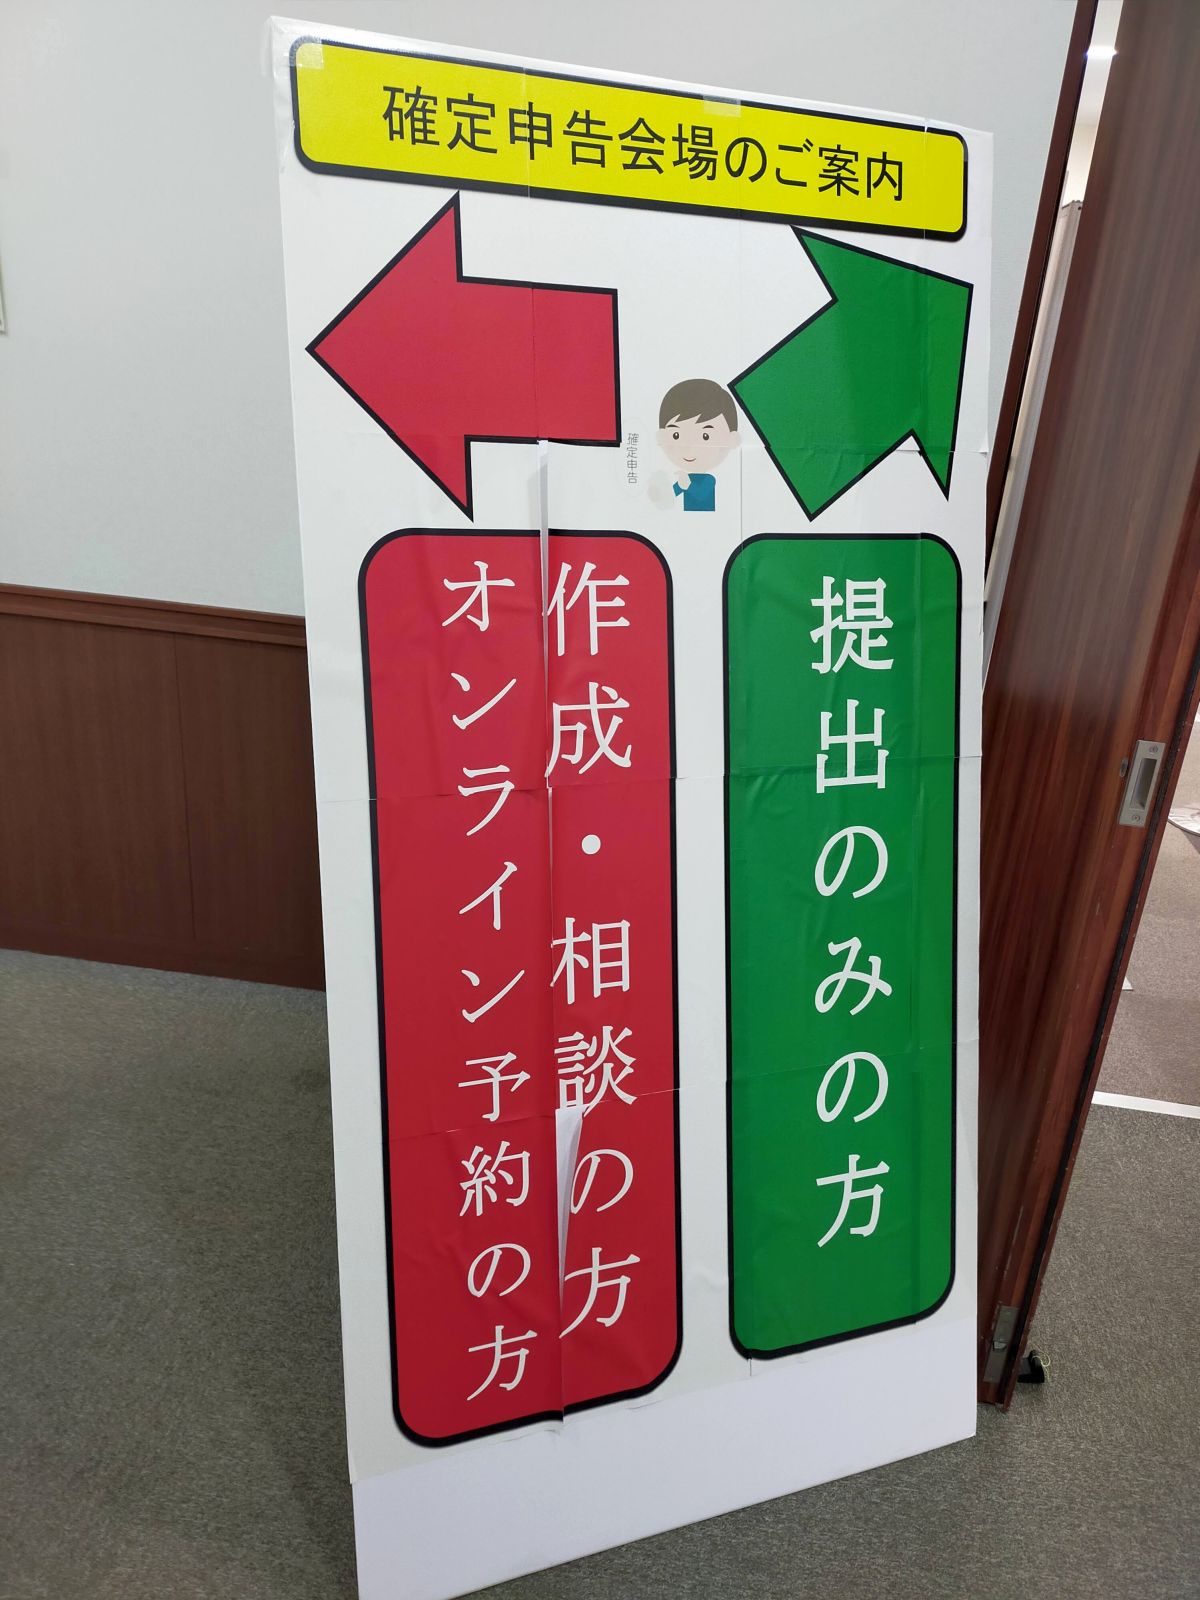 確定申告会場のご案内
確定申告
提出のみの方
作成・相談の方
オンライン予約の方